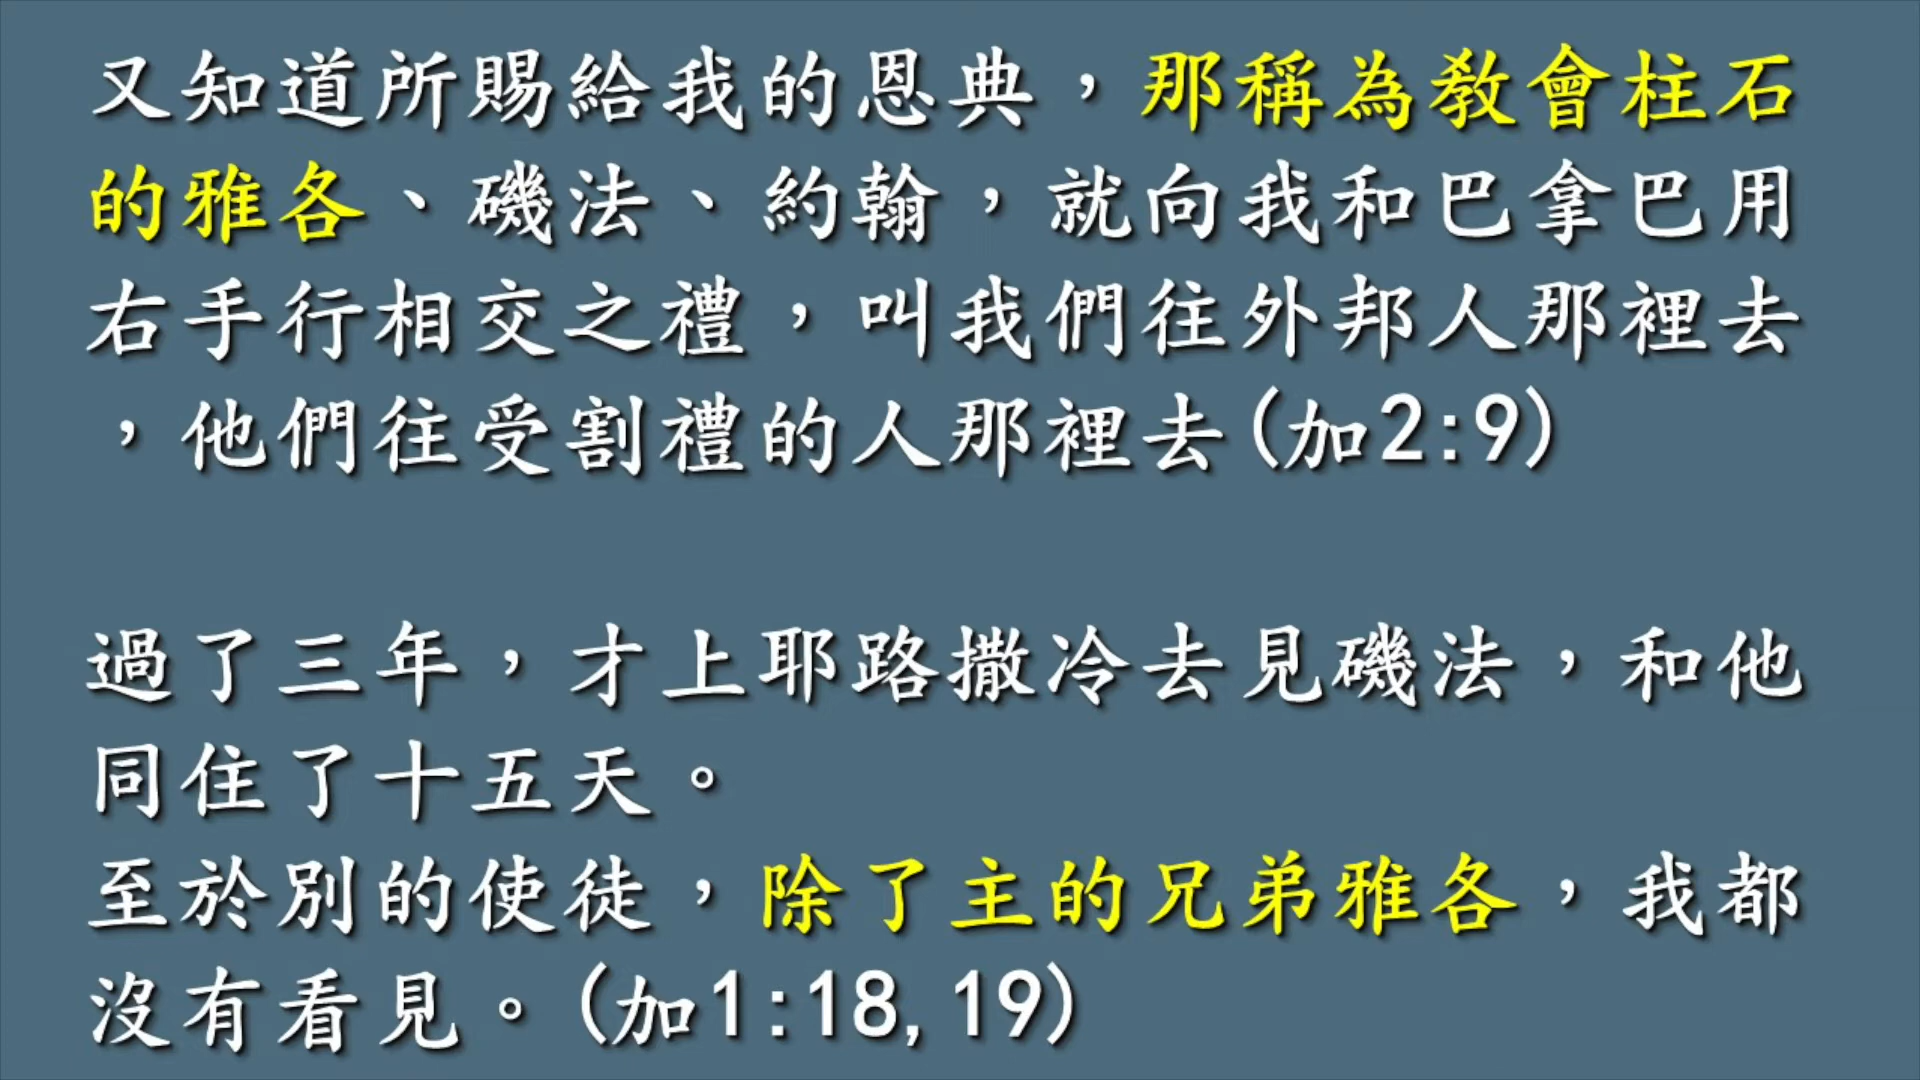 又知道所賜給我的恩典，那稱為教會柱石
的雅各、磯法、約翰，就向我和巴拿巴用
右手行相交之禮，叫我們往外邦人那裡去
，他們往受割禮的人那裡去(加2:9)
過了三年，才上耶路撒冷去見磯法，和他
同住了十五天。
至於別的使徒，除了主的兄弟雅各，我都
沒有看見。(加1:18,19)